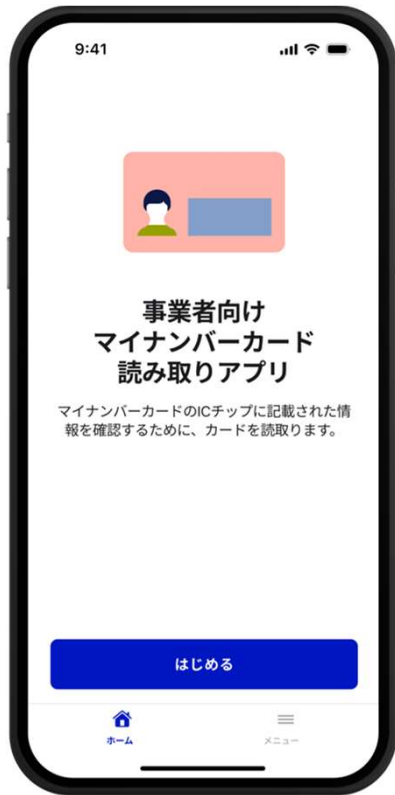 9:41
事業者向け
マイナンバーカード
読み取りアプリ
マイナンバーカードのICチップに記載された情
報を確認するために、カードを読取ります。
はじめる
ホーム
メニュー